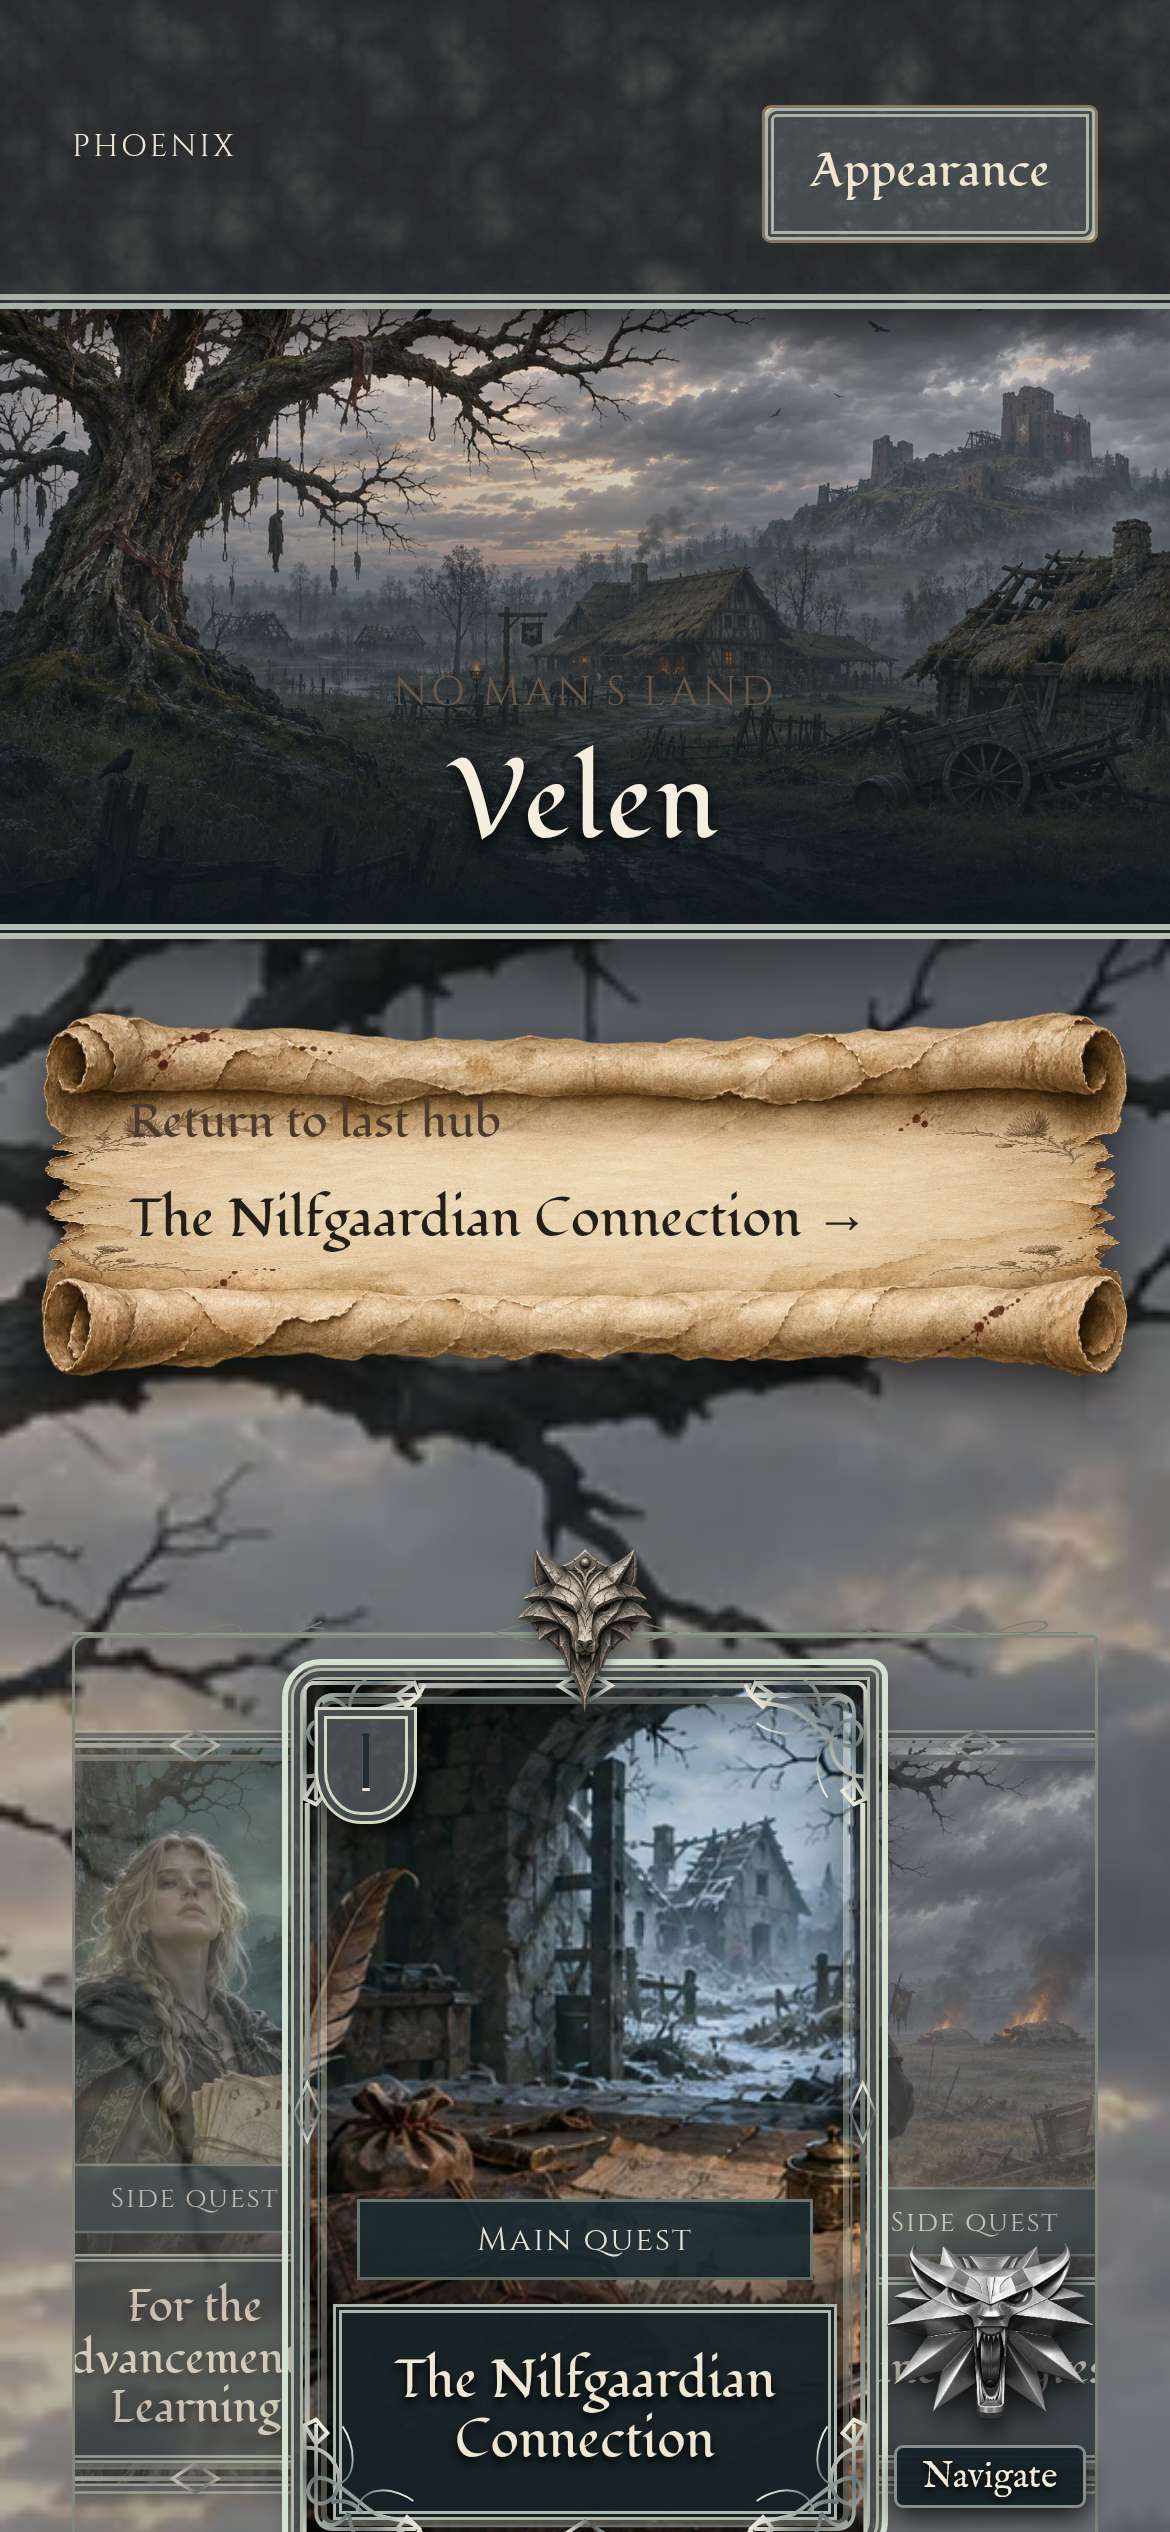 PHOENIX
Appearance
NO MAN'S LAND
Velen
Return to last hub
The Nilfgaardian Connection →
SIDE QUEST
MAIN QUEST
SIDE QUEST
For the
dvancemen
Learning
The Nilfgaardian
Connection
Navigate